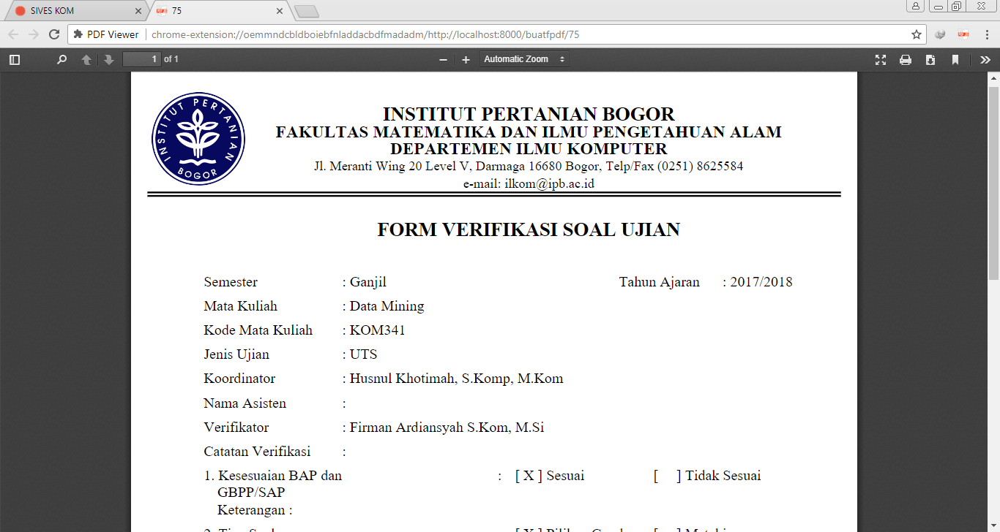 SIVES KOM
75
PDF Viewer chrome-extension://oemmndcbldboiebfnladdacbdfmadadm/http://localhost:8000/buatfpdf/75
1 of 1 Automatic Zoom
INSTITUT PERTANIAN
BOGOR
INSTITUT PERTANIAN BOGOR
FAKULTAS MATEMATIKA DAN ILMU PENGETAHUAN ALAM
DEPARTEMEN ILMU KOMPUTER
Jl. Meranti Wing 20 Level V, Darmaga 16680 Bogor, Telp/Fax (0251) 8625584
e-mail: ilkom@ipb.ac.id
FORM VERIFIKASI SOAL UJIAN
Semester : Ganjil Tahun Ajaran : 2017/2018
Mata Kuliah : Data Mining
Kode Mata Kuliah : KOM341
Jenis Ujian : UTS
Koordinator : Husnul Khotimah, S.Komp, M.Kom
Nama Asisten :
Verifikator : Firman Ardiansyah S.Kom, M.Si
Catatan Verifikasi :
1. Kesesuaian BAP dan : [ X ] Sesuai [ ] Tidak Sesuai
GBPP/SAP
Keterangan :